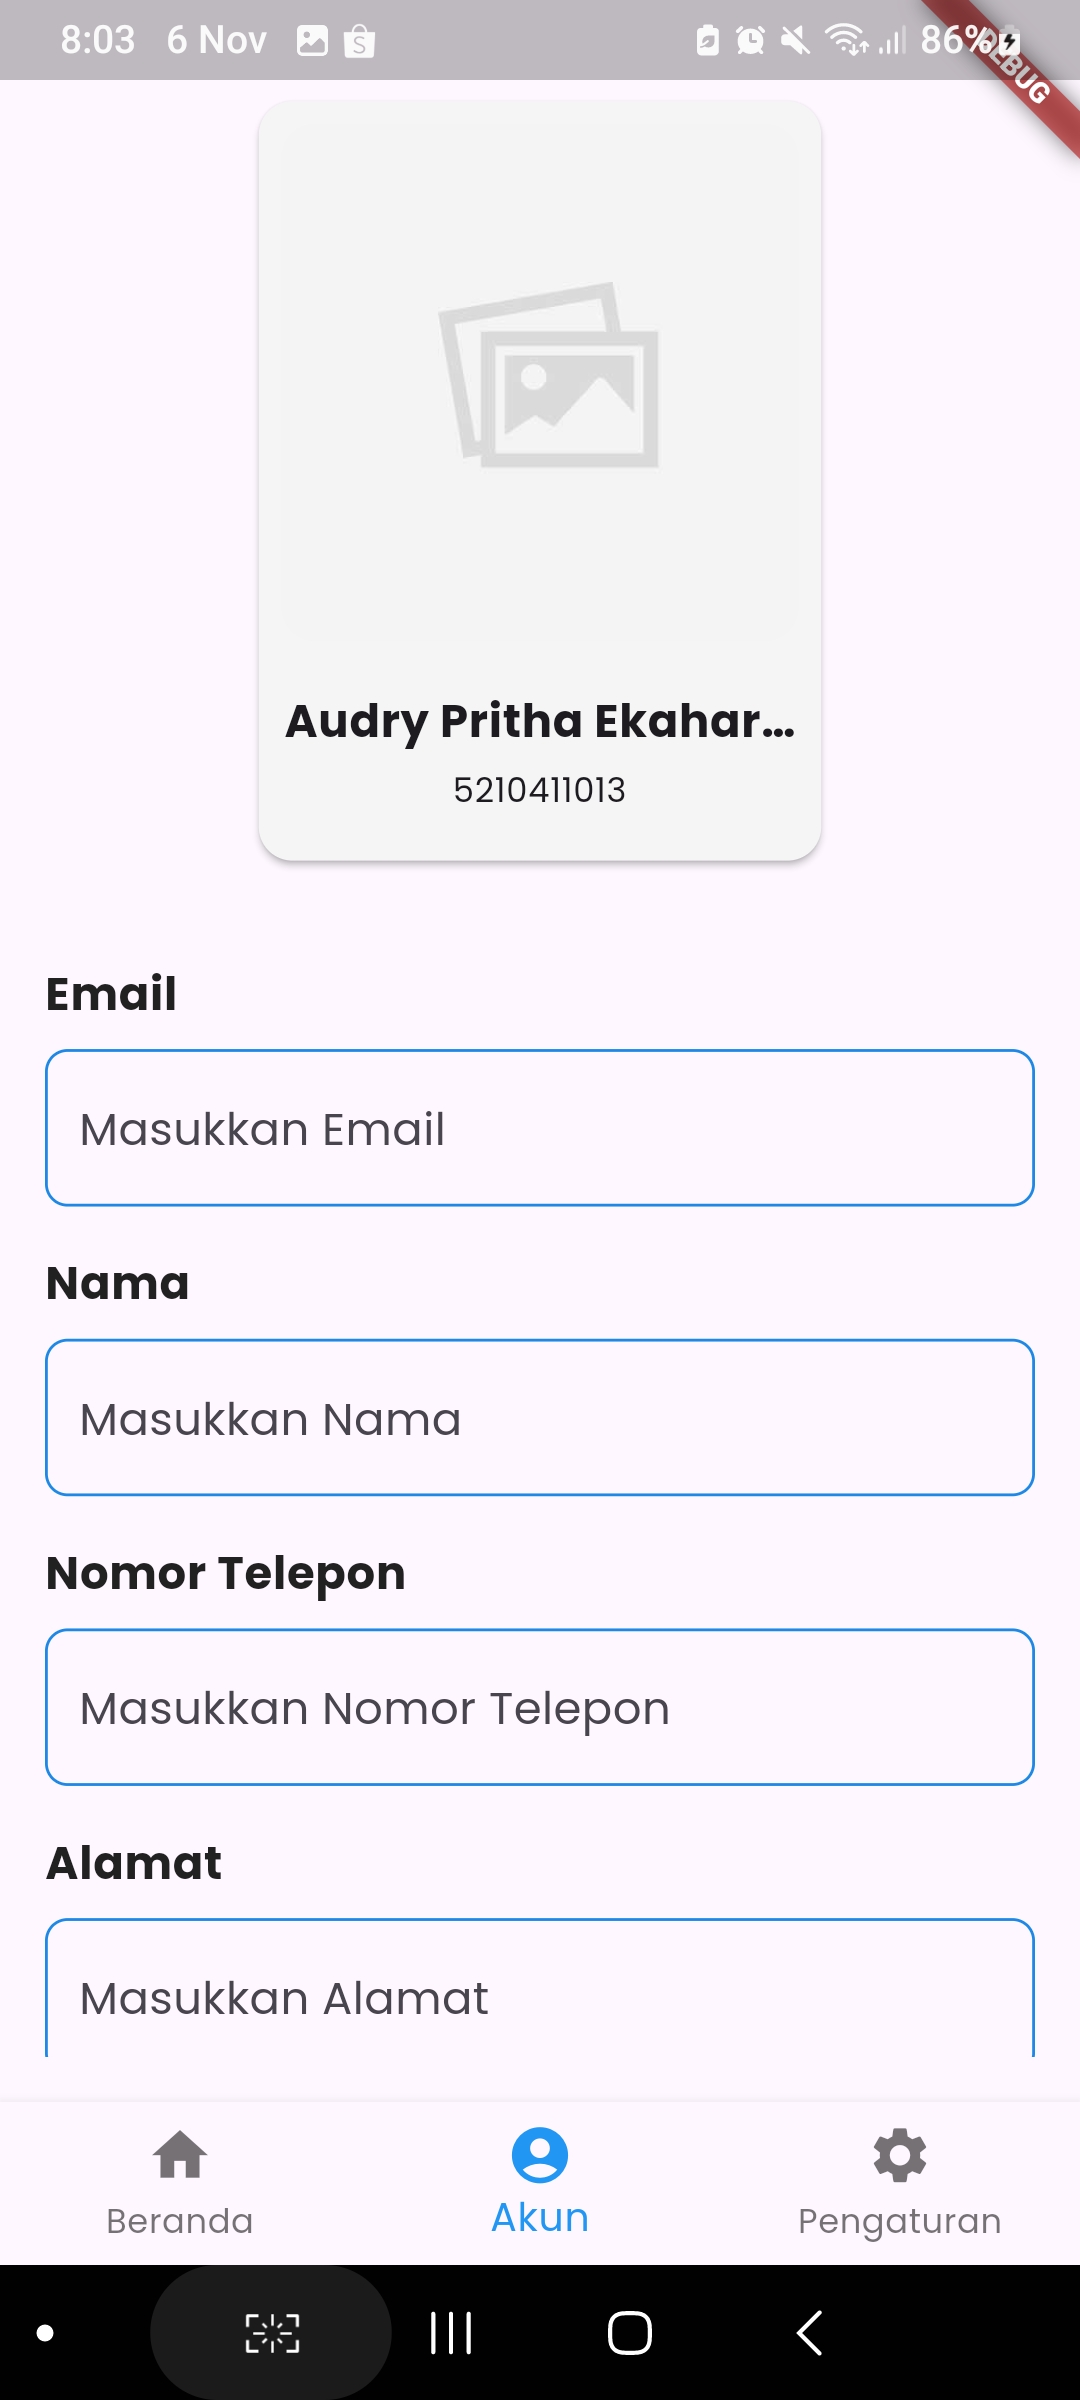 8:03 6 Nov 86%
DEBUG
Audry Pritha Ekahar...
5210411013
Email
Masukkan Email
Nama
Masukkan Nama
Nomor Telepon
Masukkan Nomor Telepon
Alamat
Masukkan Alamat
Beranda Akun Pengaturan